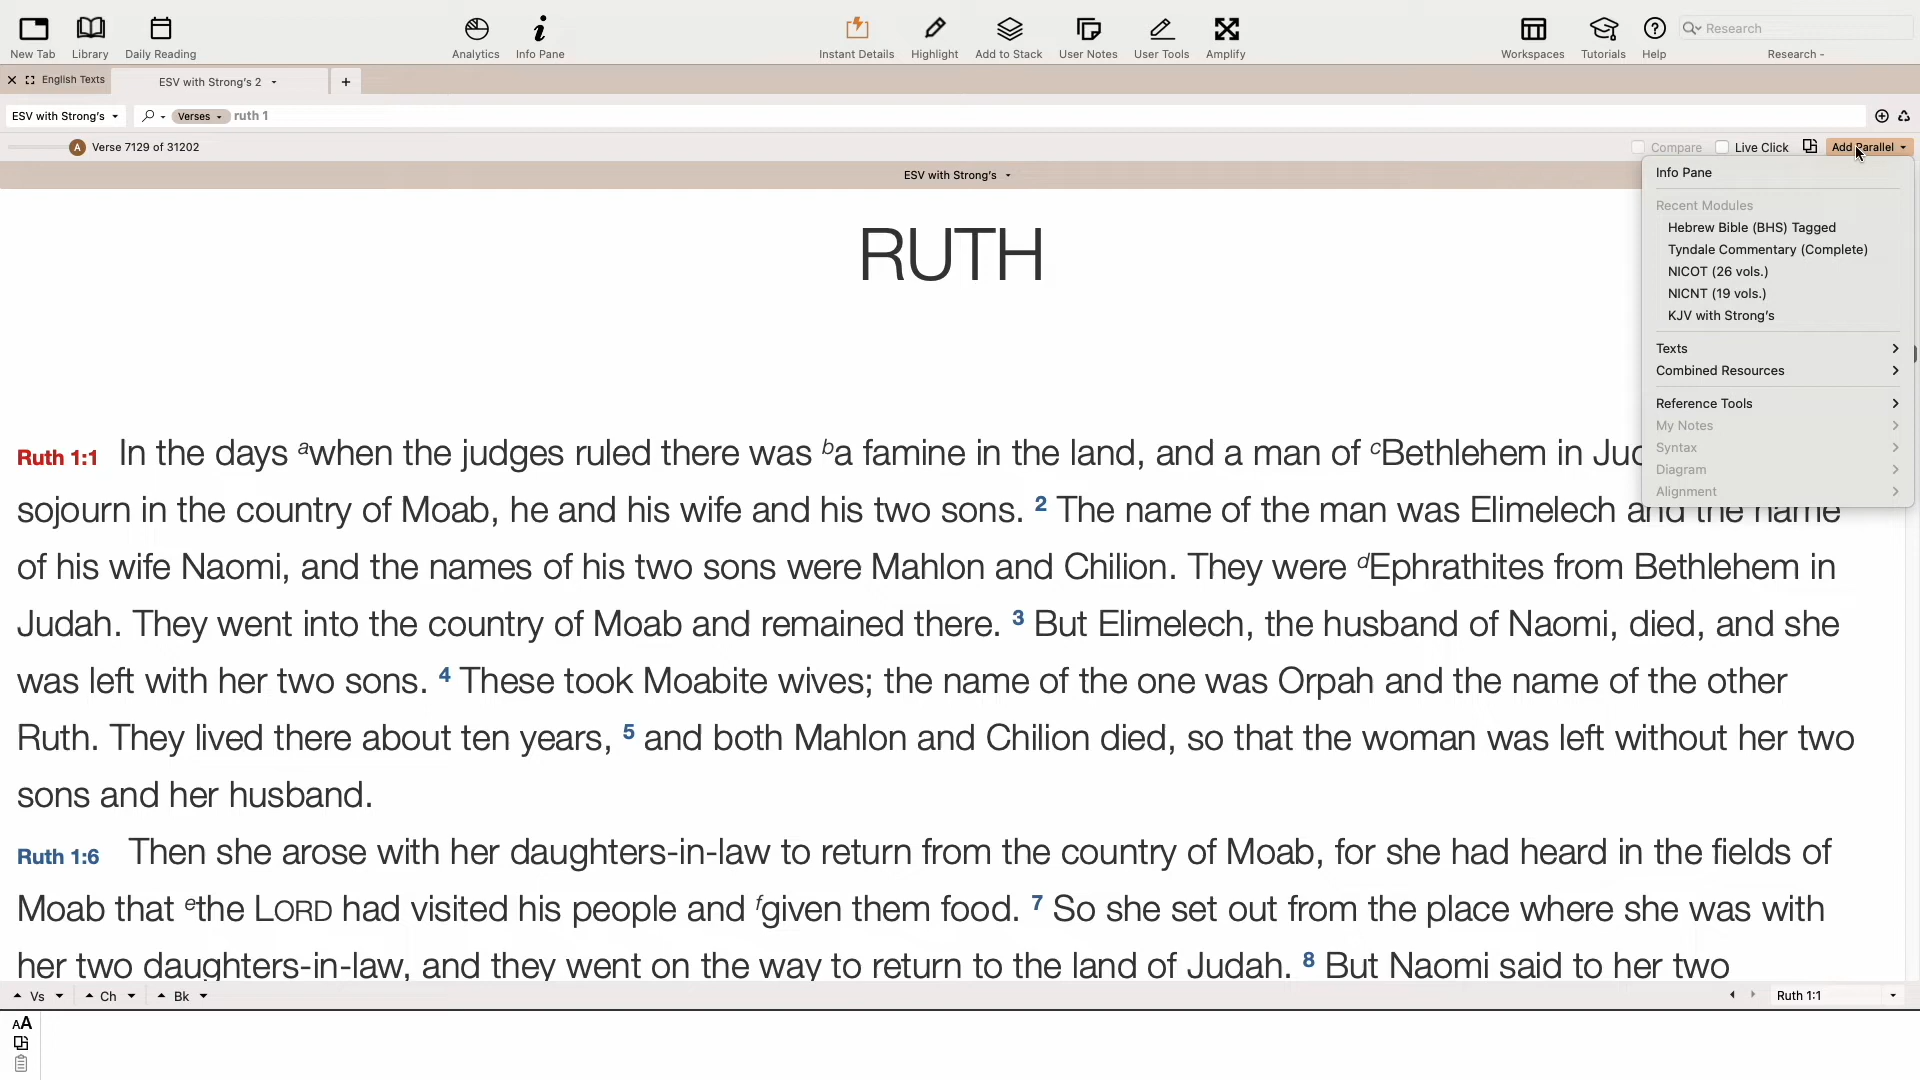 New Tab Library Daily Reading Analytics Info Pane Instant Details Highlight Add to Stack User Notes User Tools Amplify Workspaces Tutorials Help Research
Research
English Texts ESV with Strong's 2
ESV with Strong's Verses ruth 1
A Verse 7129 of 31202 Compare Live Click Add Parallel
ESV with Strong's
Info Pane
Recent Modules
Hebrew Bible (BHS) Tagged
Tyndale Commentary (Complete)
NICOT (26 vols.)
NICNT (19 vols.)
KJV with Strong's
Texts
Combined Resources
Reference Tools
My Notes
Syntax
Diagram
Alignment
RUTH
Ruth 1:1 In the days a when the judges ruled there was b a famine in the land, and a man of c Bethlehem in
sojourn in the country of Moab, he and his wife and his two sons. 2 The name of the man was Elimelech and the name
of his wife Naomi, and the names of his two sons were Mahlon and Chilion. They were d Ephrathites from Bethlehem in
Judah. They went into the country of Moab and remained there. 3 But Elimelech, the husband of Naomi, died, and she
was left with her two sons. 4 These took Moabite wives; the name of the one was Orpah and the name of the other
Ruth. They lived there about ten years, 5 and both Mahlon and Chilion died, so that the woman was left without her two
sons and her husband.
Ruth 1:6 Then she arose with her daughters-in-law to return from the country of Moab, for she had heard in the fields of
Moab that e the LORD had visited his people and f given them food. 7 So she set out from the place where she was with
her two daughters-in-law, and they went on the way to return to the land of Judah. 8 But Naomi said to her two
Vs Ch Bk Ruth 1:1
AA